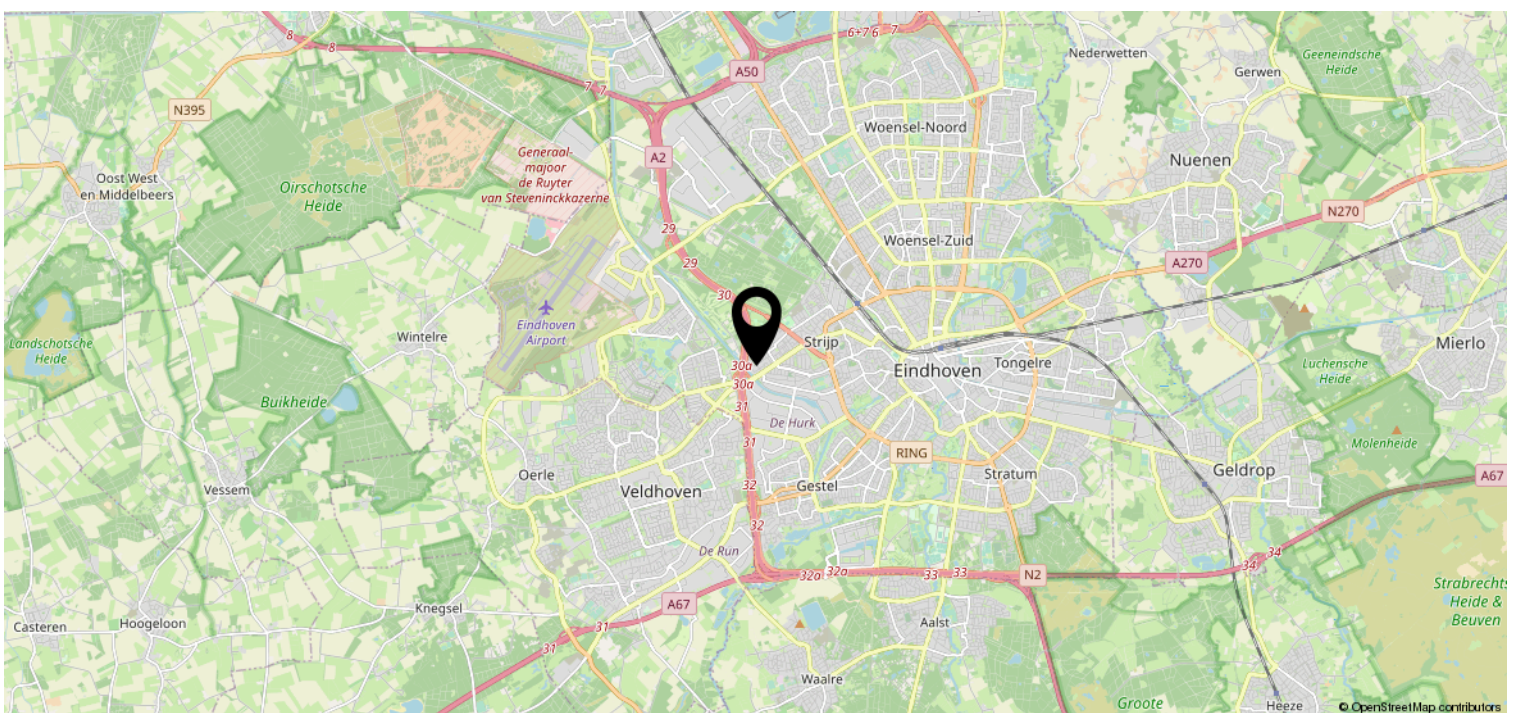 8
8
6+7 6
7
Nederwetten
Geeneindsche
Heide
A50
Gerwen
7 7
N395
Woensel-Noord
A2
Generaal-
majoor
de Ruyter
van Steveninckkazerne
Nuenen
Oost West
en Middelbeers
Oirschotsche
Heide
N270
29
Woensel-Zuid
29
A270
30
Eindhoven
Airport
Wintelre
Landschotsche
Heide
Strijp
Mierlo
30a
Eindhoven
Tongelre
Luchensche
Heide
30a
Buikheide
31
De Hurk
31
Molenheide
RING
Oerle
Stratum
Geldrop
A67
Vessem
Veldhoven
32
Gestel
32
De Run
34
34
32a
32a
33
33
N2
Strabrechts
Heide &
Beuven
A67
Knegsel
Casteren
Hoogeloon
31
31
Aalst
Waalre
Groote
Heeze
© OpenStreetMap contributors